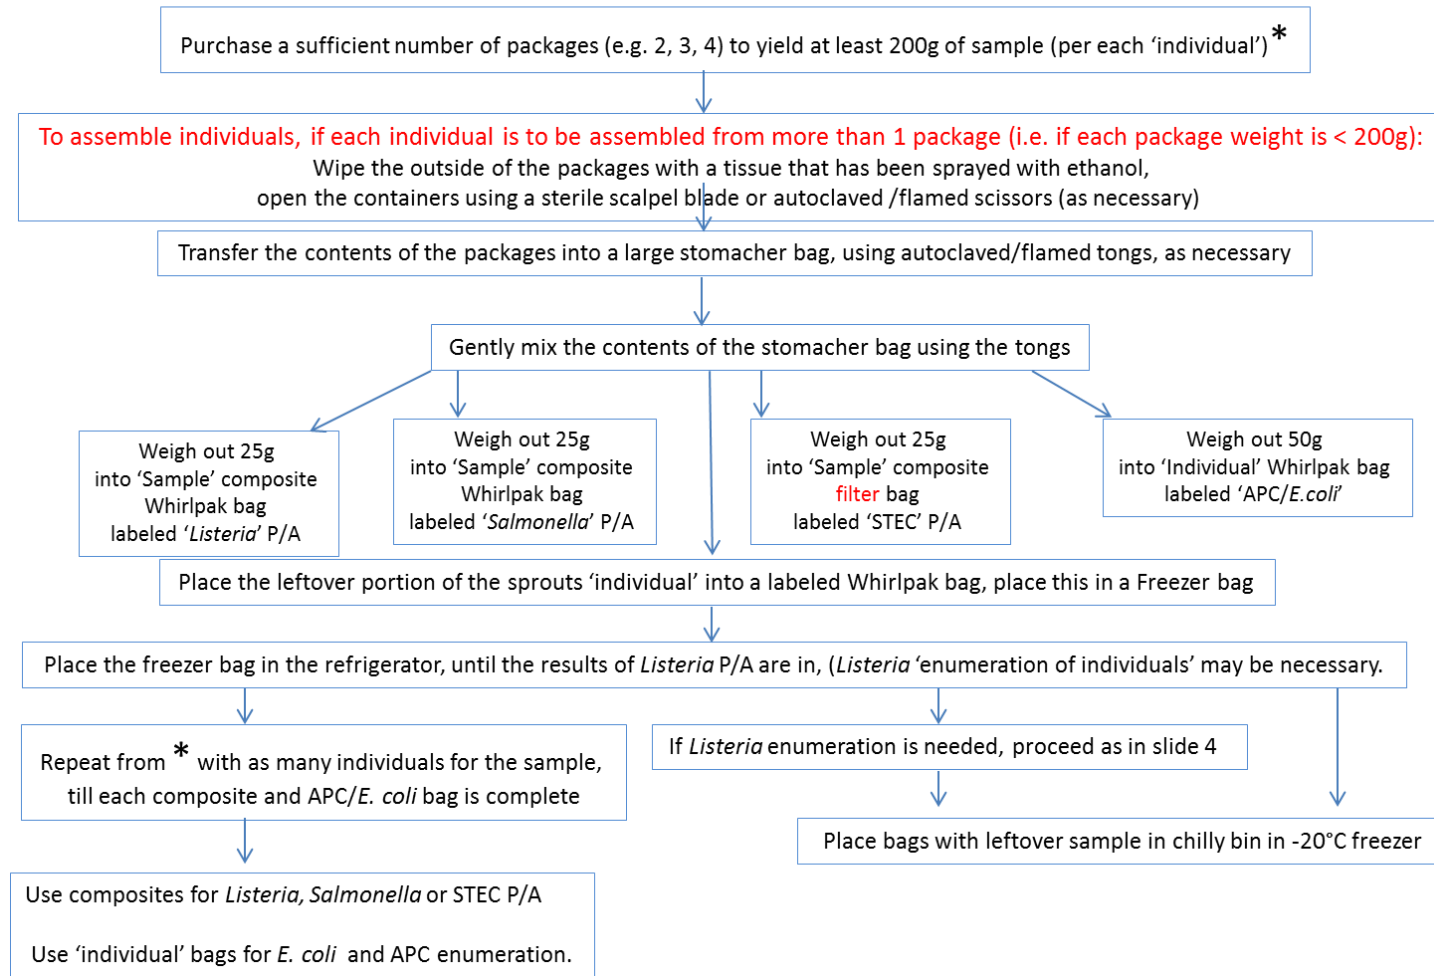 Purchase a sufficient number of packages (e.g. 2, 3, 4) to yield at least 200g of sample (per each ‘individual’)*
To assemble individuals, if each individual is to be assembled from more than 1 package (i.e. if each package weight is < 200g):
Wipe the outside of the packages with a tissue that has been sprayed with ethanol,
open the containers using a sterile scalpel blade or autoclaved /flamed scissors (as necessary)
Transfer the contents of the packages into a large stomacher bag, using autoclaved/flamed tongs, as necessary
Gently mix the contents of the stomacher bag using the tongs
Weigh out 25g
into ‘Sample’ composite
Whirlpak bag
labeled ‘Listeria’ P/A
Weigh out 25g
into ‘Sample’ composite
Whirlpak bag
labeled ‘Salmonella’ P/A
Weigh out 25g
into ‘Sample’ composite
filter bag
labeled ‘STEC’ P/A
Weigh out 50g
into ‘Individual’ Whirlpak bag
labeled ‘APC/E.coli’
Place the leftover portion of the sprouts ‘individual’ into a labeled Whirlpak bag, place this in a Freezer bag
Place the freezer bag in the refrigerator, until the results of Listeria P/A are in, (Listeria ‘enumeration of individuals’ may be necessary.
Repeat from * with as many individuals for the sample,
till each composite and APC/E. coli bag is complete
If Listeria enumeration is needed, proceed as in slide 4
Place bags with leftover sample in chilly bin in -20°C freezer
Use composites for Listeria, Salmonella or STEC P/A
Use ‘individual’ bags for E. coli and APC enumeration.